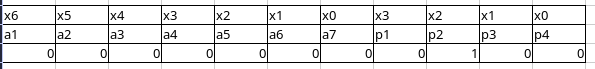 x6 x5 x4 x3 x2 x1 x0 x3 x2 x1 x0
a1 a2 a3 a4 a5 a6 a7 p1 p2 p3 p4
0 0 0 0 0 0 0 0 1 0 0